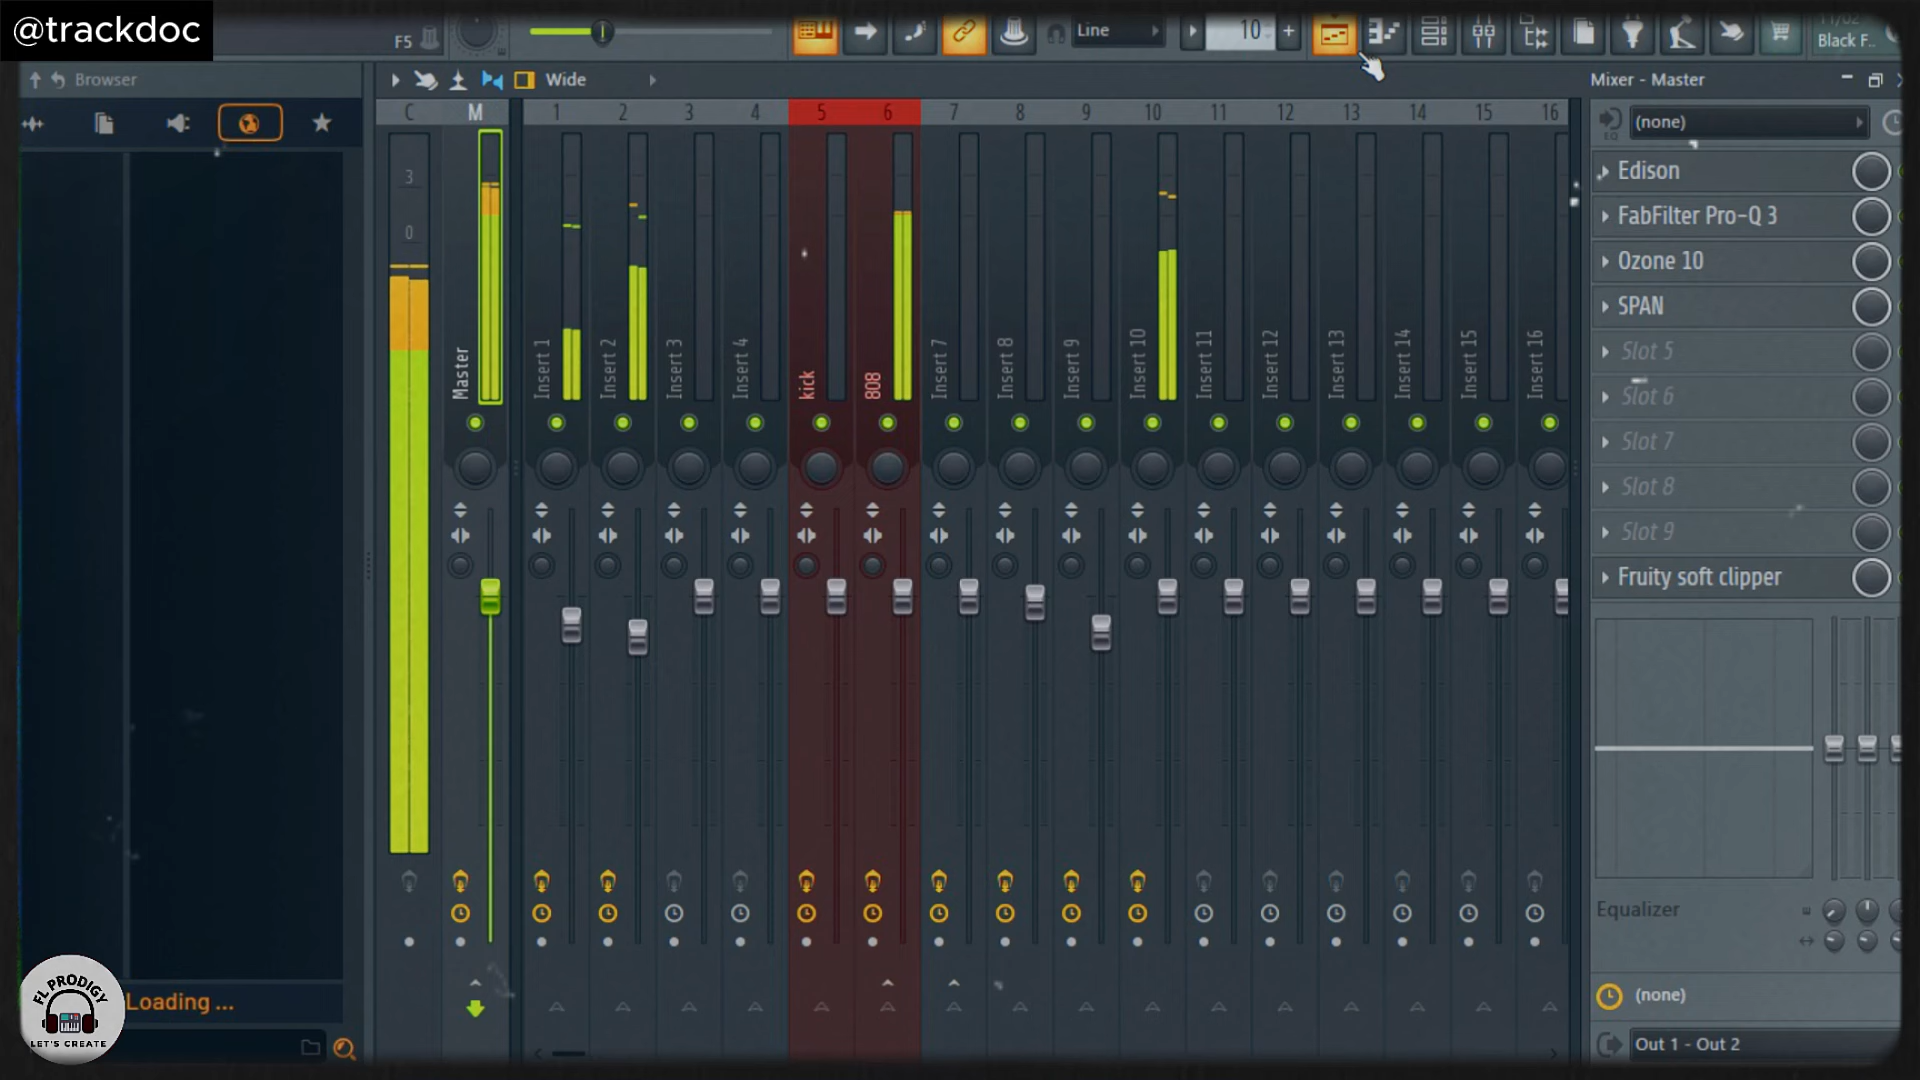 @trackdoc
F5
Line
10
11/02
Black F..
Browser
Wide
Mixer - Master
C M 1 2 3 4 5 6 7 8 9 10 11 12 13 14 15 16
(none)
3
0
Edison
FabFilter Pro-Q 3
Ozone 10
SPAN
Slot 5
Slot 6
Slot 7
Slot 8
Slot 9
Fruity soft clipper
Master
Insert 1
Insert 2
Insert 3
Insert 4
kick
808
Insert 7
Insert 8
Insert 9
Insert 10
Insert 11
Insert 12
Insert 13
Insert 14
Insert 15
Insert 16
Equalizer
(none)
Out 1 - Out 2
Loading ...
FL PRODIGY
LET'S CREATE